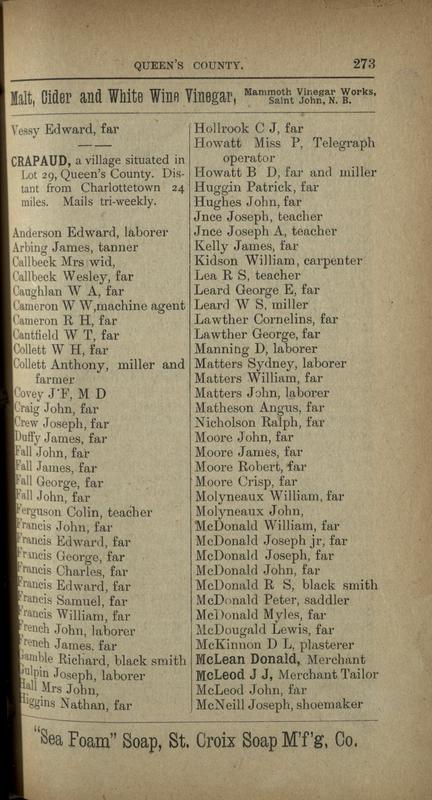 QUEEN'S COUNTY. 273
Malt, Cider and White Wine Vinegar, Mammoth Vinegar Works,
Saint John, N. B.
Vessy Edward, far
CRAPAUD, a village situated in
Lot 29, Queen's County. Dis-
tant from Charlottetown 24
miles. Mails tri-weekly.
Anderson Edward, laborer
Arbing James, tanner
Callbeck Mrs wid,
Callbeck Wesley, far
Caughlan W A, far
Cameron W W, machine agent
Cameron R H, far
Cantfield W T, far
Collett W H, far
Collett Anthony, miller and
farmer
Covey J F, M D
Craig John, far
Crew Joseph, far
Duffy James, far
Fall John, far
Fall James, far
Fall George, far
Fall John, far
Ferguson Colin, teacher
Francis John, far
Francis Edward, far
Francis George, far
Francis Charles, far
Francis Edward, far
Francis Samuel, far
Francis William, far
French John, laborer
French James, far
Gamble Richard, black smith
Gulpin Joseph, laborer
Hall Mrs John,
Higgins Nathan, far
Hollrook C J, far
Howatt Miss P, Telegraph
operator
Howatt B D, far and miller
Huggin Patrick, far
Hughes John, far
Jnce Joseph, teacher
Jnce Joseph A, teacher
Kelly James, far
Kidson William, carpenter
Lea R S, teacher
Leard George E, far
Leard W S, miller
Lawther Cornelins, far
Lawther George, far
Manning D, laborer
Matters Sydney, laborer
Matters William, far
Matters John, laborer
Matheson Angus, far
Nicholson Ralph, far
Moore John, far
Moore James, far
Moore Robert, far
Moore Crisp, far
Molyneaux William, far
Molyneaux John,
McDonald William, far
McDonald Joseph jr, far
McDonald Joseph, far
McDonald John, far
McDonald R S, black smith
McDonald Peter, saddler
McDonald Myles, far
McDougald Lewis, far
McKinnon D L, plasterer
McLean Donald, Merchant
McLeod J J, Merchant Tailor
McLeod John, far
McNeill Joseph, shoemaker
"Sea Foam" Soap, St. Croix Soap M'f'g, Co.